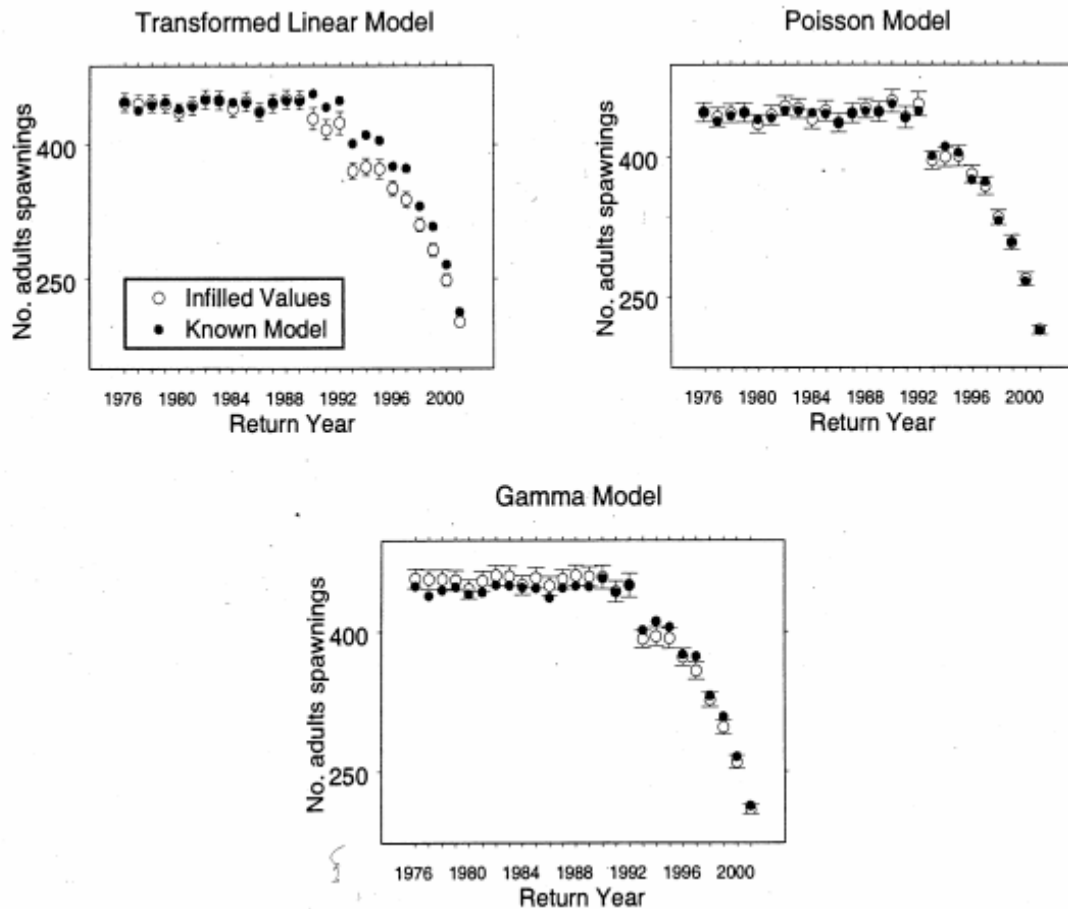 Transformed Linear Model
No. adults spawnings
400
250
Infilled Values
Known Model
1976 1980 1984 1988 1992 1996 2000
Return Year
Poisson Model
No. adults spawnings
400
250
1976 1980 1984 1988 1992 1996 2000
Return Year
Gamma Model
No. adults spawnings
400
250
1976 1980 1984 1988 1992 1996 2000
Return Year